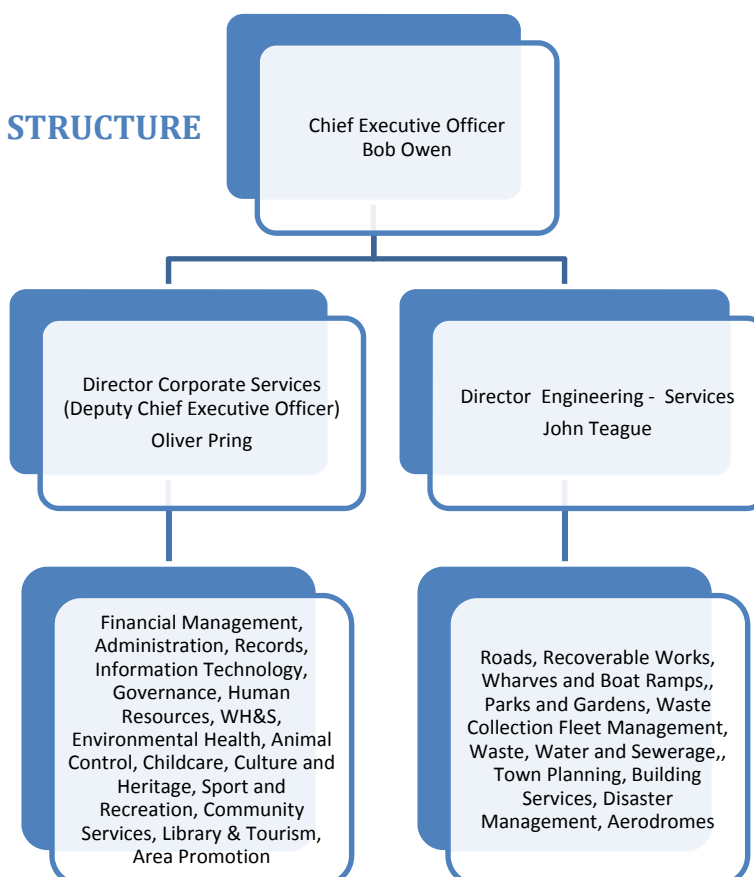 STRUCTURE
Chief Executive Officer
Bob Owen
Director Corporate Services
(Deputy Chief Executive Officer)
Oliver Pring
Director Engineering - Services
John Teague
Financial Management,
Administration, Records,
Information Technology,
Governance, Human
Resources, WH&S,
Environmental Health, Animal
Control, Childcare, Culture and
Heritage, Sport and
Recreation, Community
Services, Library & Tourism,
Area Promotion
Roads, Recoverable Works,
Wharves and Boat Ramps,,
Parks and Gardens, Waste
Collection Fleet Management,
Waste, Water and Sewerage,,
Town Planning, Building
Services, Disaster
Management, Aerodromes